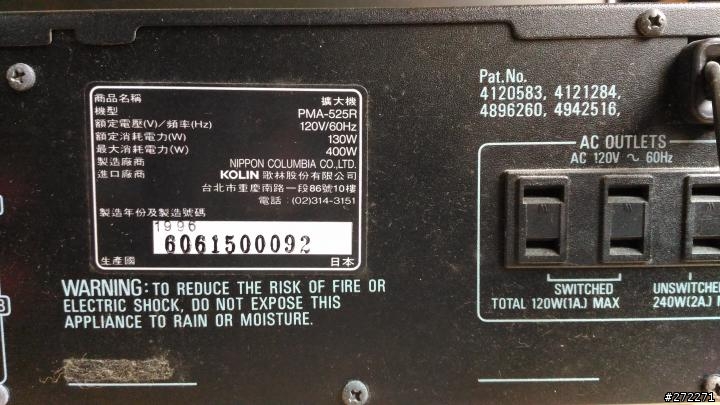 商品名稱 擴大機
機型 PMA-525R
額定電壓(V)/頻率(Hz) 120V/60Hz
額定消耗電力(W) 130W
最大消耗電力(W) 400W
製造廠商 NIPPON COLUMBIA CO.,LTD.
進口廠商 KOLIN 歌林股份有限公司
台北市重慶南路一段86號10樓
電話:(02)314-3151
製造年份及製造號碼
1996
6061500092
生產國 日本
WARNING: TO REDUCE THE RISK OF FIRE OR
ELECTRIC SHOCK, DO NOT EXPOSE THIS
APPLIANCE TO RAIN OR MOISTURE.
Pat.No.
4120583, 4121284,
4896260, 4942516,
AC OUTLETS
AC 120V ~ 60Hz
SWITCHED
TOTAL 120W(1A) MAX
UNSWITCHED
240W(2A) M
#272271